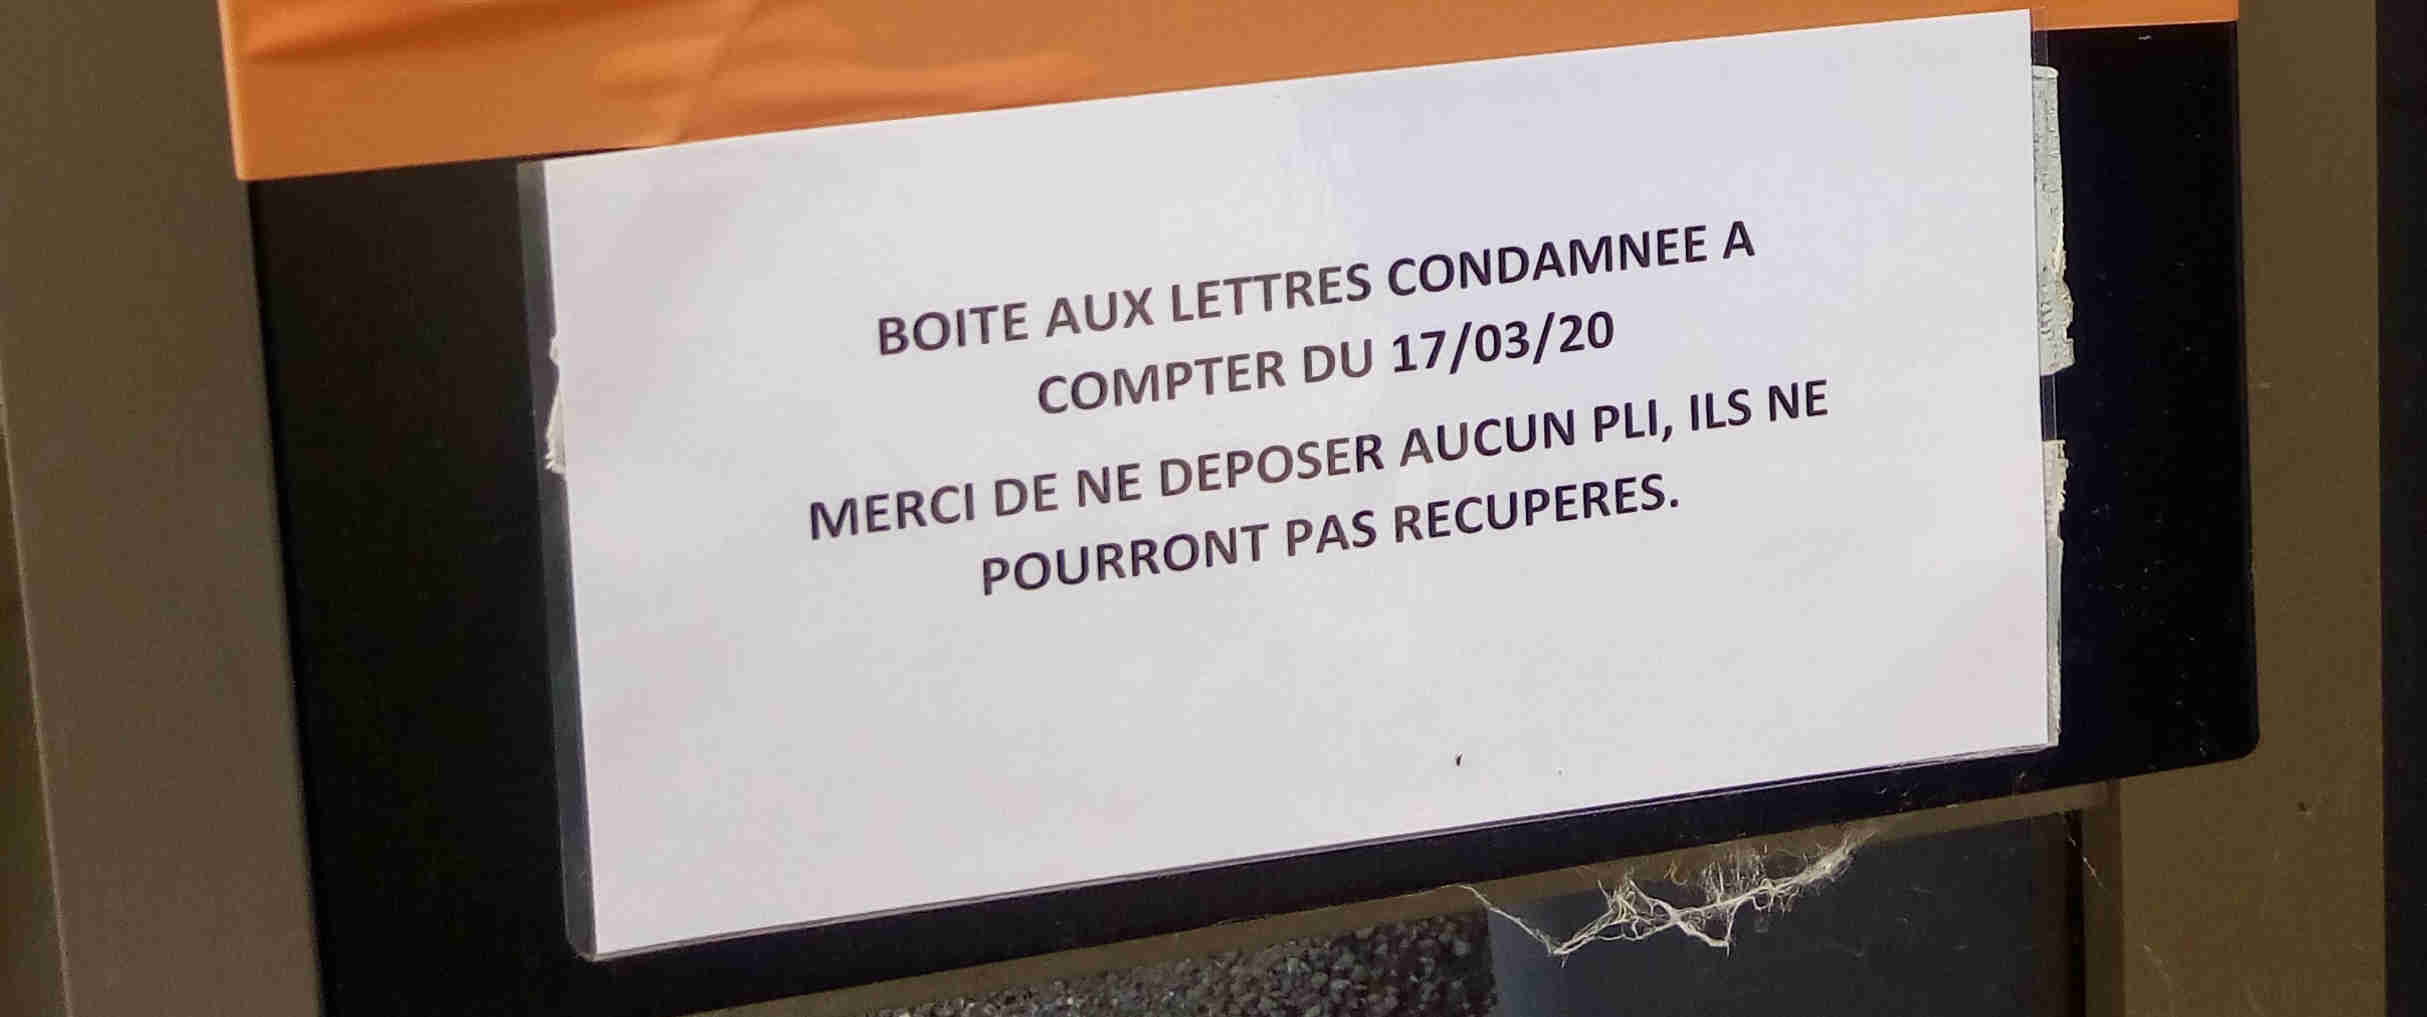 BOITE AUX LETTRES CONDAMNEE A
COMPTER DU 17/03/20
MERCI DE NE DEPOSER AUCUN PLI, ILS NE
POURRONT PAS RECUPERES.